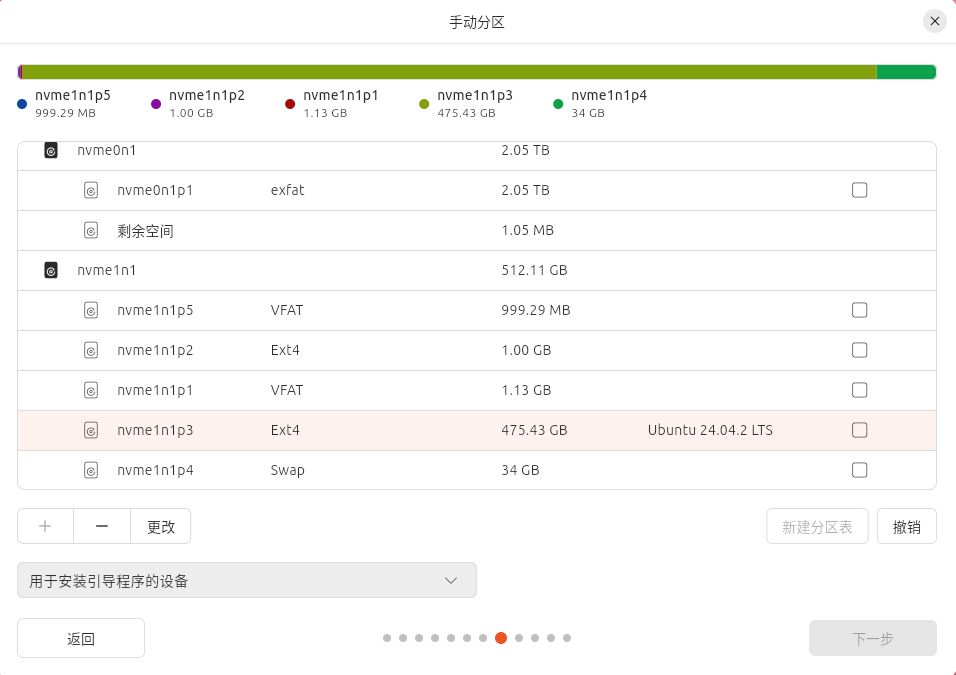 手动分区
nvme1n1p5 nvme1n1p2 nvme1n1p1 nvme1n1p3 nvme1n1p4
999.29 MB 1.00 GB 1.13 GB 475.43 GB 34 GB
nvme0n1 2.05 TB
nvme0n1p1 exfat 2.05 TB
剩余空间 1.05 MB
nvme1n1 512.11 GB
nvme1n1p5 VFAT 999.29 MB
nvme1n1p2 Ext4 1.00 GB
nvme1n1p1 VFAT 1.13 GB
nvme1n1p3 Ext4 475.43 GB Ubuntu 24.04.2 LTS
nvme1n1p4 Swap 34 GB
更改 新建分区表 撤销
用于安装引导程序的设备
返回 下一步